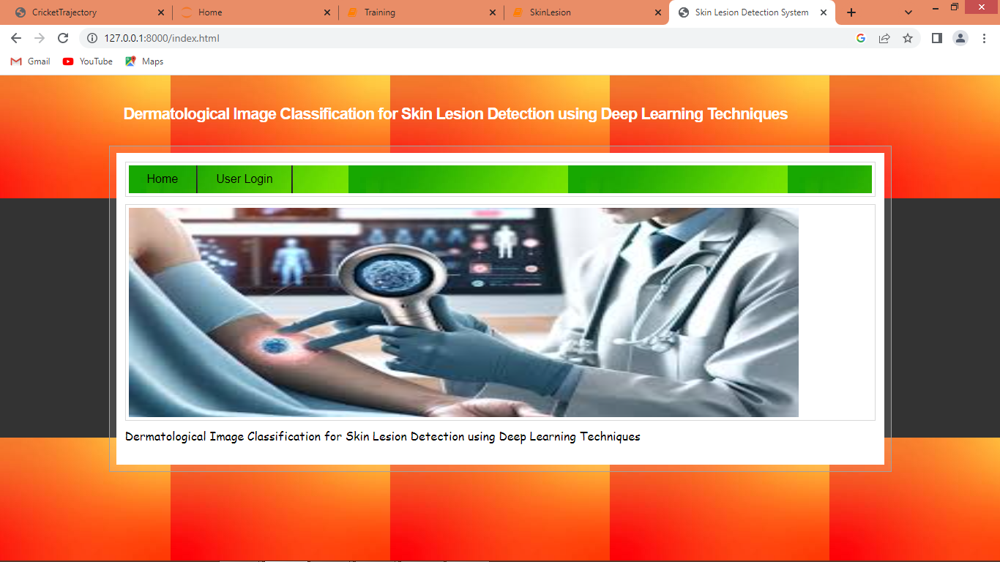 CricketTrajectory
Home
Training
SkinLesion
Skin Lesion Detection System
127.0.0.1:8000/index.html
Gmail
YouTube
Maps
Dermatological Image Classification for Skin Lesion Detection using Deep Learning Techniques
Home
User Login
Dermatological Image Classification for Skin Lesion Detection using Deep Learning Techniques